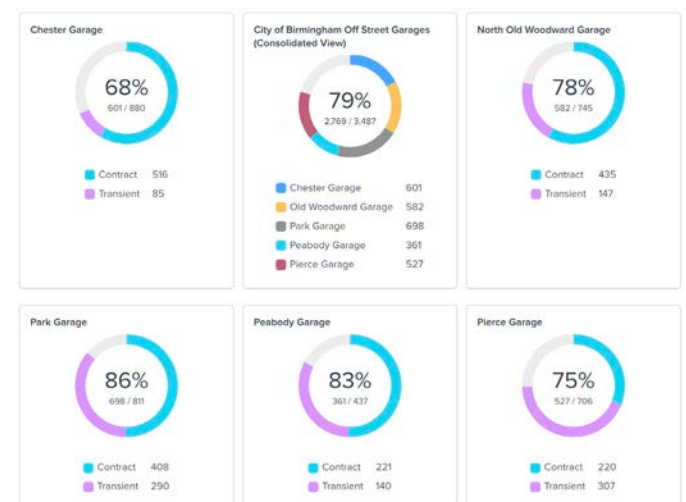 Chester Garage
68%
601 / 880
Contract 516
Transient 85
City of Birmingham Off Street Garages
(Consolidated View)
79%
2,769 / 3,487
Chester Garage 601
Old Woodward Garage 582
Park Garage 698
Peabody Garage 361
Pierce Garage 527
North Old Woodward Garage
78%
582 / 745
Contract 435
Transient 147
Park Garage
86%
698 / 811
Contract 408
Transient 290
Peabody Garage
83%
361 / 437
Contract 221
Transient 140
Pierce Garage
75%
527 / 706
Contract 220
Transient 307